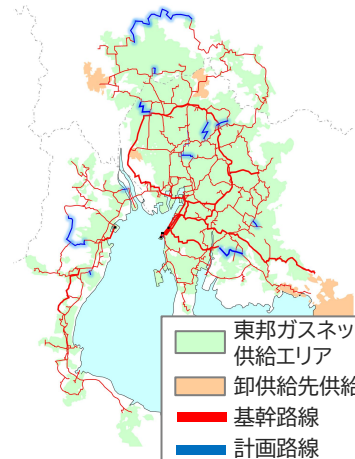 東邦ガスネッ
供給エリア
卸供給先供給
基幹路線
計画路線